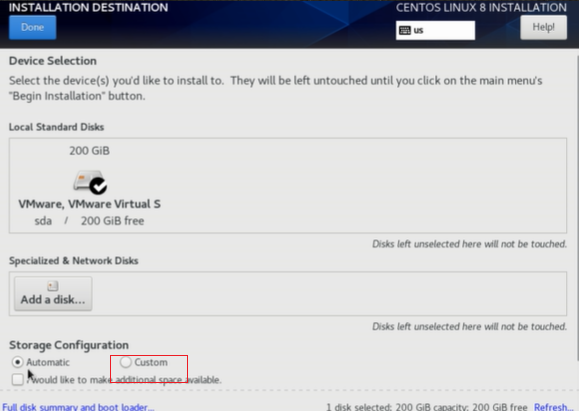 INSTALLATION DESTINATION
CENTOS LINUX 8 INSTALLATION
Done
us
Help!
Device Selection
Select the device(s) you'd like to install to. They will be left untouched until you click on the main menu's
"Begin Installation" button.
Local Standard Disks
200 GiB
VMware, VMware Virtual S
sda / 200 GiB free
Disks left unselected here will not be touched.
Specialized & Network Disks
Add a disk...
Disks left unselected here will not be touched.
Storage Configuration
Automatic
Custom
I would like to make additional space available.
Full disk summary and boot loader...
1 disk selected; 200 GiB capacity; 200 GiB free
Refresh...